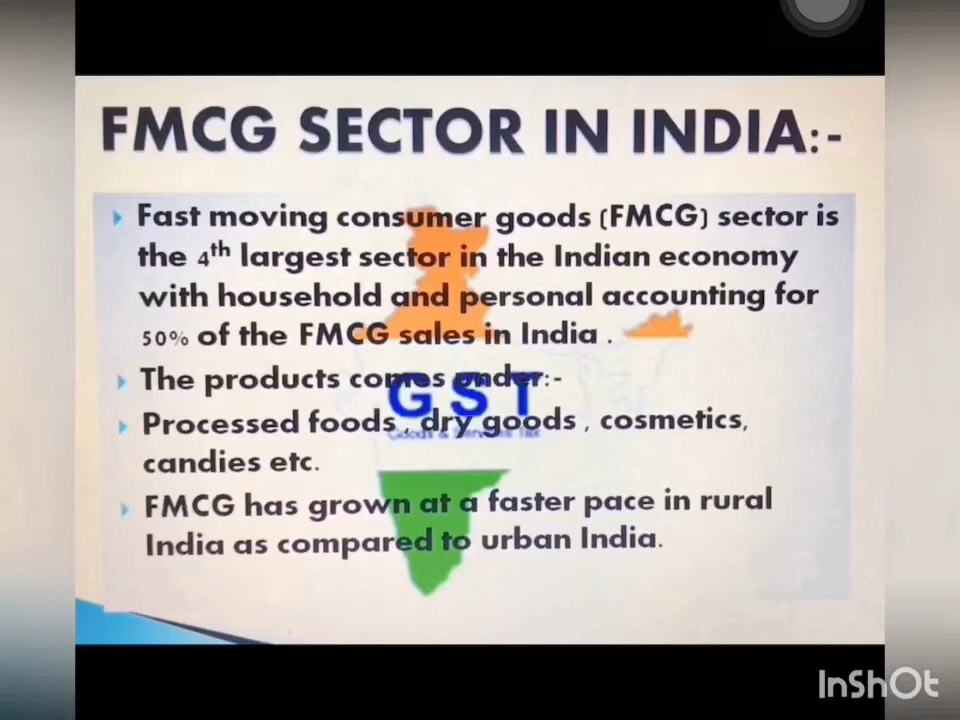 FMCG SECTOR IN INDIA:-
Fast moving consumer goods (FMCG) sector is
the 4th largest sector in the Indian economy
with household and personal accounting for
50% of the FMCG sales in India .
The products comes under:-
GST
Goods & Services Tax
Processed foods , dry goods , cosmetics,
candies etc.
FMCG has grown at a faster pace in rural
India as compared to urban India.
InShOt